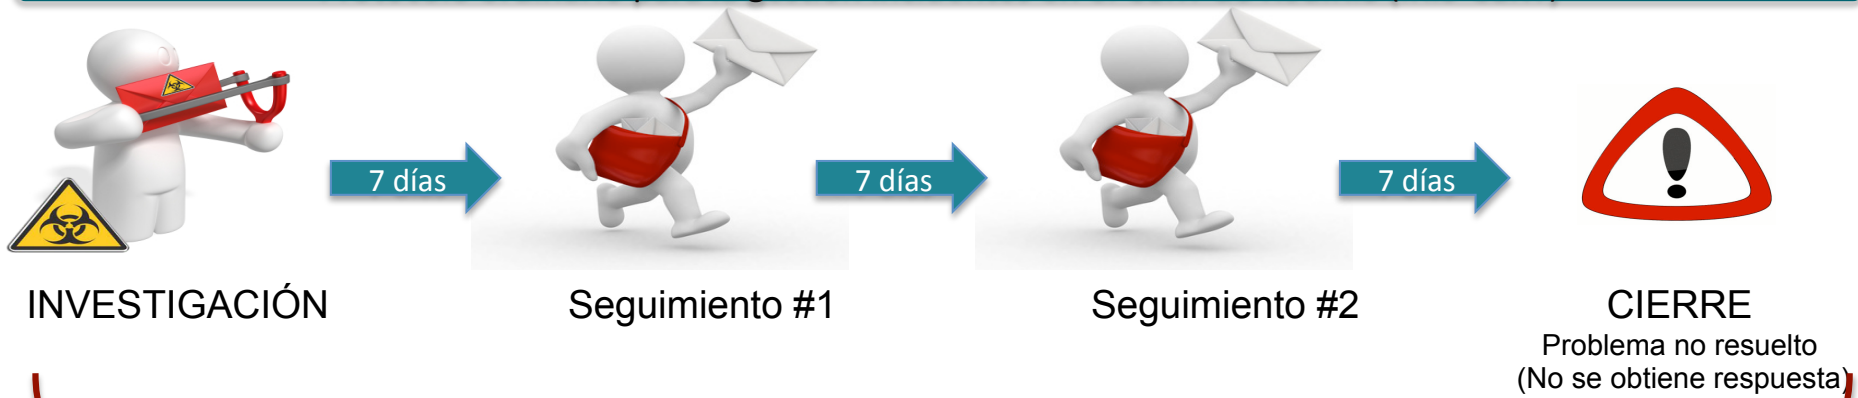 7 días
7 días
7 días
INVESTIGACIÓN
Seguimiento #1
Seguimiento #2
CIERRE
Problema no resuelto
(No se obtiene respuesta)